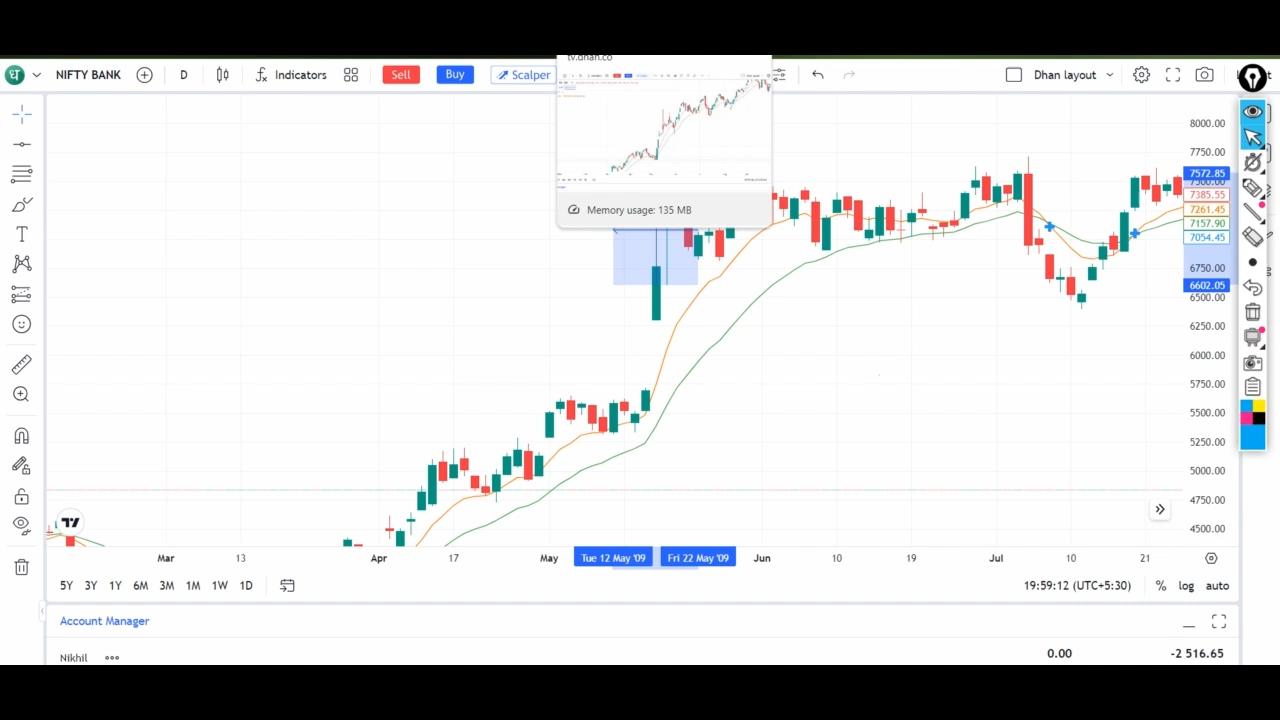 tv.dhan.co
ध NIFTY BANK D Indicators Sell Buy Scalper Dhan layout t
Memory usage: 135 MB
8000.00
7750.00
7572.85
7385.55
7261.45
7157.90
7054.45
6750.00
6602.05
6500.00
6250.00
6000.00
5750.00
5500.00
5250.00
5000.00
4750.00
4500.00
Mar 13 Apr 17 May Tue 12 May '09 Fri 22 May '09 Jun 10 19 Jul 10 21
5Y 3Y 1Y 6M 3M 1M 1W 1D 19:59:12 (UTC+5:30) % log auto
Account Manager
Nikhil 0.00 -2 516.65